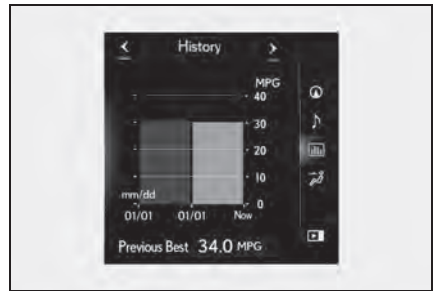 History
MPG
40
30
20
10
0
mm/dd
01/01 01/01 Now
Previous Best 34.0 MPG